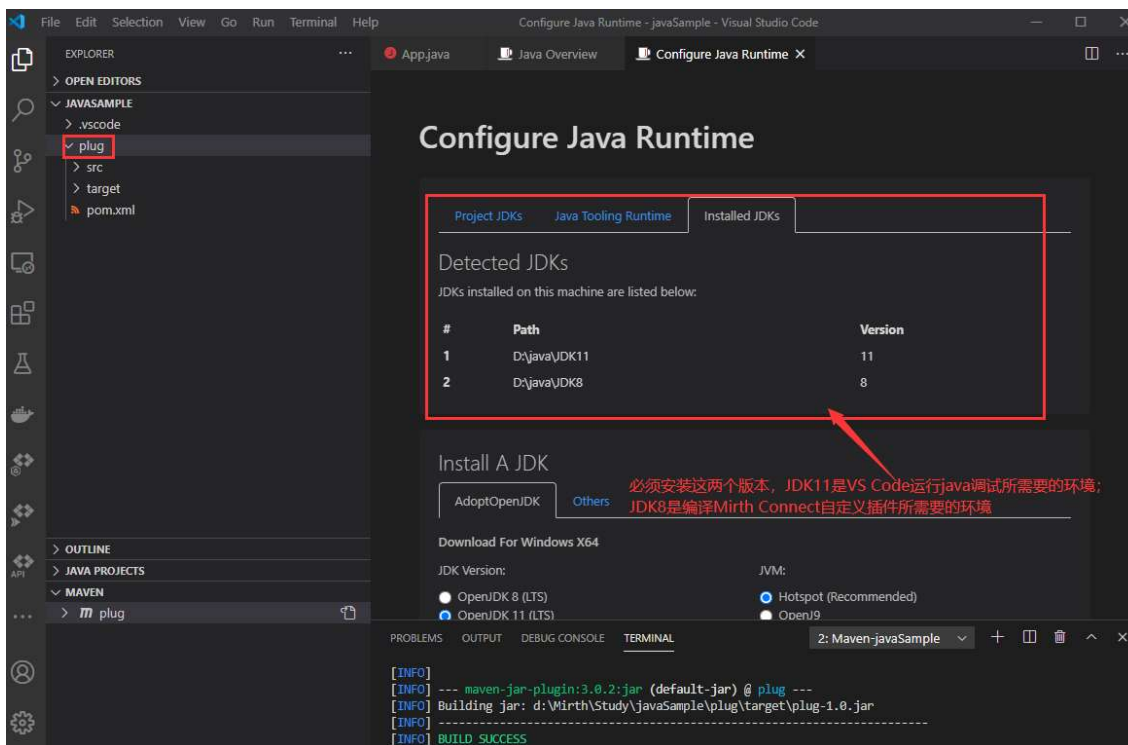 File Edit Selection View Go Run Terminal Help
Configure Java Runtime - javaSample - Visual Studio Code
EXPLORER
OPEN EDITORS
JAVASAMPLE
.vscode
plug
src
target
pom.xml
OUTLINE
JAVA PROJECTS
MAVEN
plug
API
App.java
Java Overview
Configure Java Runtime
Configure Java Runtime
Project JDKs Java Tooling Runtime Installed JDKs
Detected JDKs
JDKs installed on this machine are listed below:
# Path Version
1 D:\java\JDK11 11
2 D:\java\JDK8 8
Install A JDK
AdoptOpenJDK Others
必须安装这两个版本，JDK11是VS Code运行java调试所需要的环境；
JDK8是编译Mirth Connect自定义插件所需要的环境
Download For Windows X64
JDK Version: JVM:
OpenJDK 8 (LTS) Hotspot (Recommended)
OpenJDK 11 (LTS) OpenJ9
PROBLEMS OUTPUT DEBUG CONSOLE TERMINAL 2: Maven-javaSample
[INFO]
[INFO] --- maven-jar-plugin:3.0.2:jar (default-jar) @ plug ---
[INFO] Building jar: d:\Mirth\Study\javaSample\plug\target\plug-1.0.jar
[INFO] ------------------------------------------------------------------------
[INFO] BUILD SUCCESS